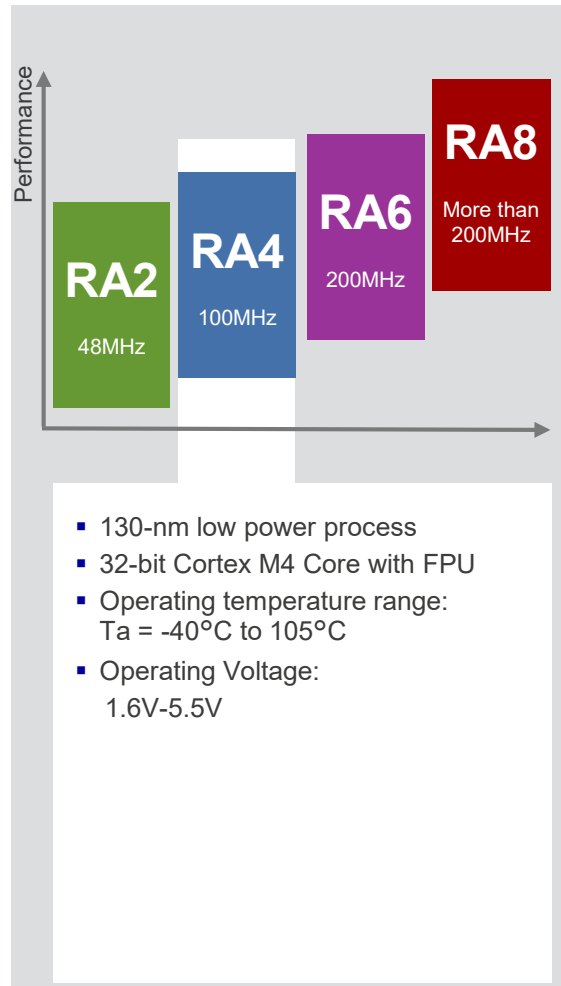 Performance
RA2
48MHz
RA4
100MHz
RA6
200MHz
RA8
More than
200MHz
▪ 130-nm low power process
▪ 32-bit Cortex M4 Core with FPU
▪ Operating temperature range:
Ta = -40°C to 105°C
▪ Operating Voltage:
1.6V-5.5V